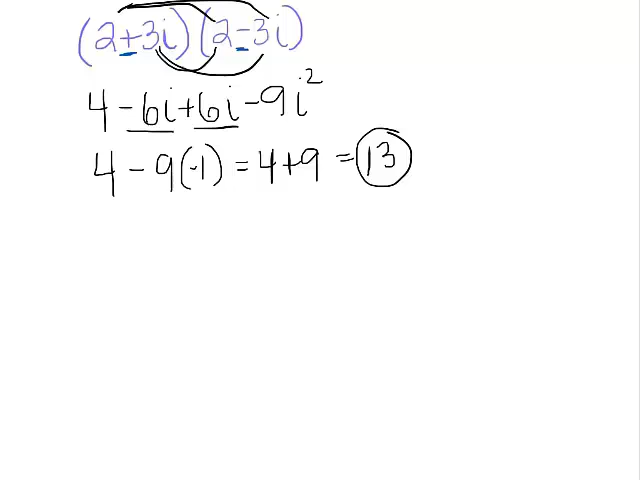 (2+3i)(2-3i)
4 - 6i + 6i - 9i²
4 - 9(-1) = 4+9 = 13